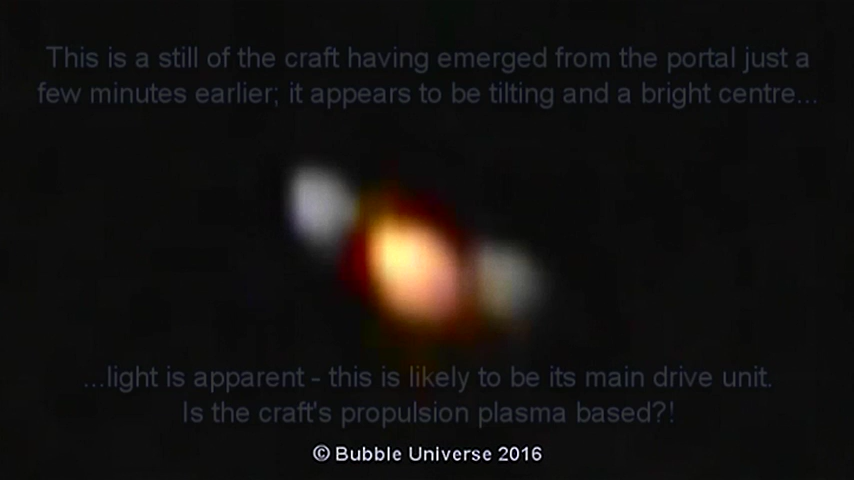 This is a still of the craft having emerged from the portal just a
few minutes earlier; it appears to be tilting and a bright centre...
...light is apparent - this is likely to be its main drive unit.
Is the craft's propulsion plasma based?!
© Bubble Universe 2016